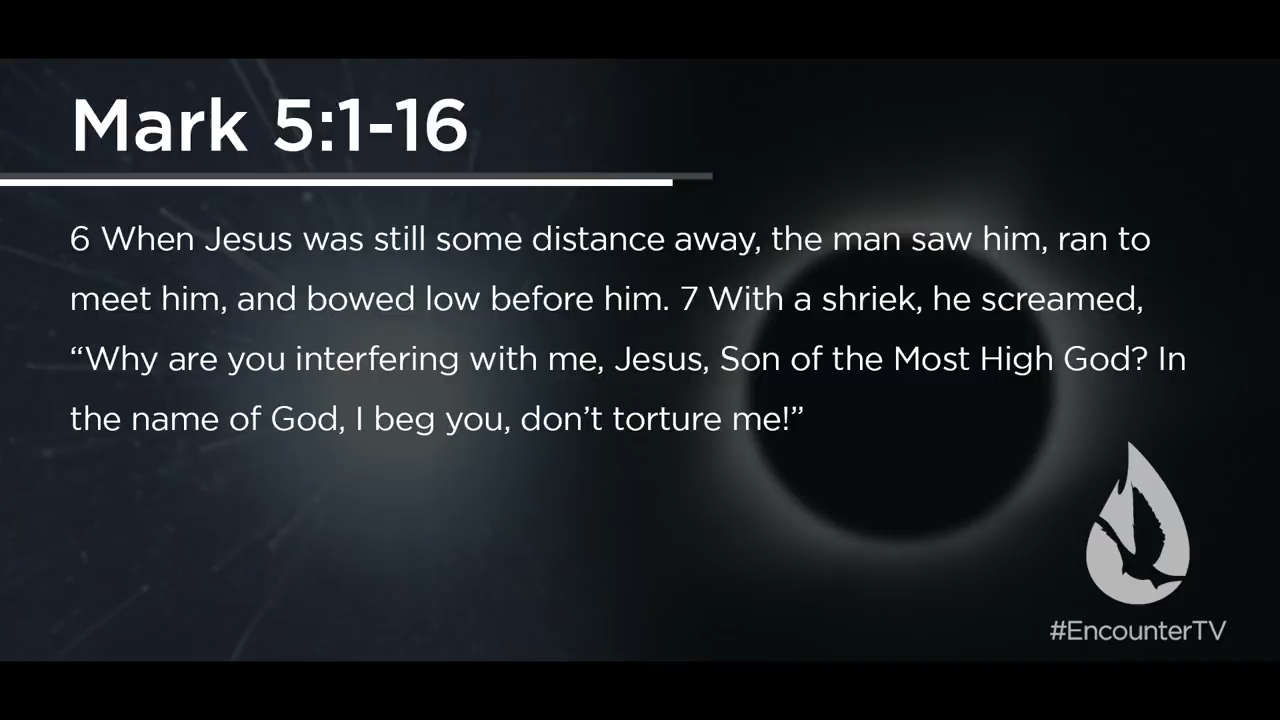 Mark 5:1-16
6 When Jesus was still some distance away, the man saw him, ran to
meet him, and bowed low before him. 7 With a shriek, he screamed,
“Why are you interfering with me, Jesus, Son of the Most High God? In
the name of God, I beg you, don’t torture me!”
#EncounterTV